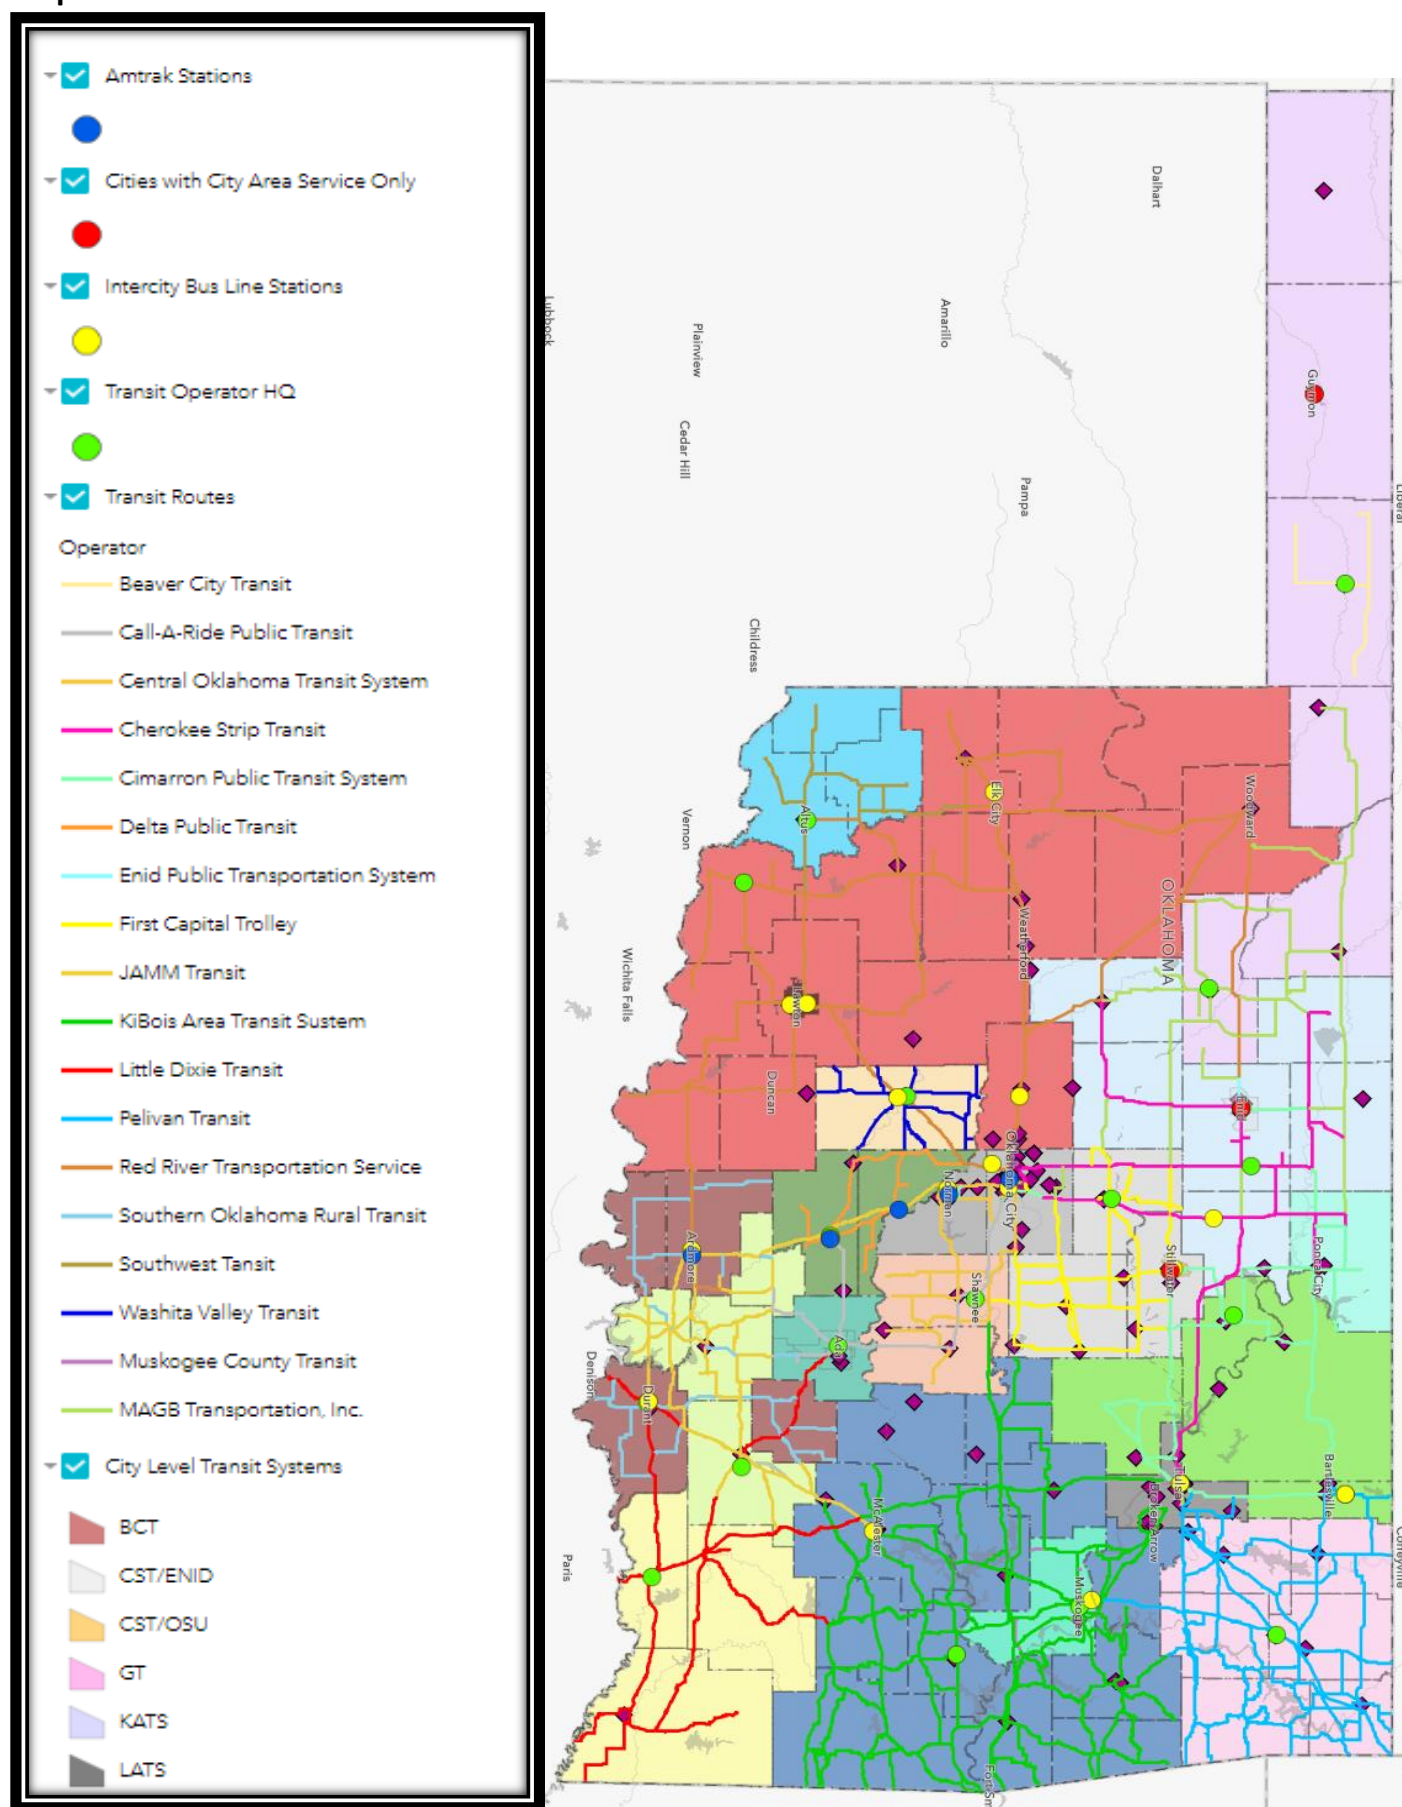 Amtrak Stations
Cities with City Area Service Only
Intercity Bus Line Stations
Transit Operator HQ
Transit Routes
Operator
Beaver City Transit
Call-A-Ride Public Transit
Central Oklahoma Transit System
Cherokee Strip Transit
Cimarron Public Transit System
Delta Public Transit
Enid Public Transportation System
First Capital Trolley
JAMM Transit
KiBois Area Transit Sustem
Little Dixie Transit
Pelivan Transit
Red River Transportation Service
Southern Oklahoma Rural Transit
Southwest Tansit
Washita Valley Transit
Muskogee County Transit
MAGB Transportation, Inc.
City Level Transit Systems
BCT
CST/ENID
CST/OSU
GT
KATS
LATS
Dalhart
Lubbock
Plainview
Amarillo
Guymon
Cedar Hill
Pampa
Liberal
Childress
Elk City
Woodward
Altus
Vernon
OKLAHOMA
Weatherford
Wichita Falls
Lawton
Duncan
Enid
Oklahoma City
Norman
Ardmore
Shawnee
Stillwater
Ponca City
Ada
Denison
Durant
Tulsa
Bartlesville
Broken Arrow
McAlester
Paris
Muskogee
Coffeyville
Fort Sm